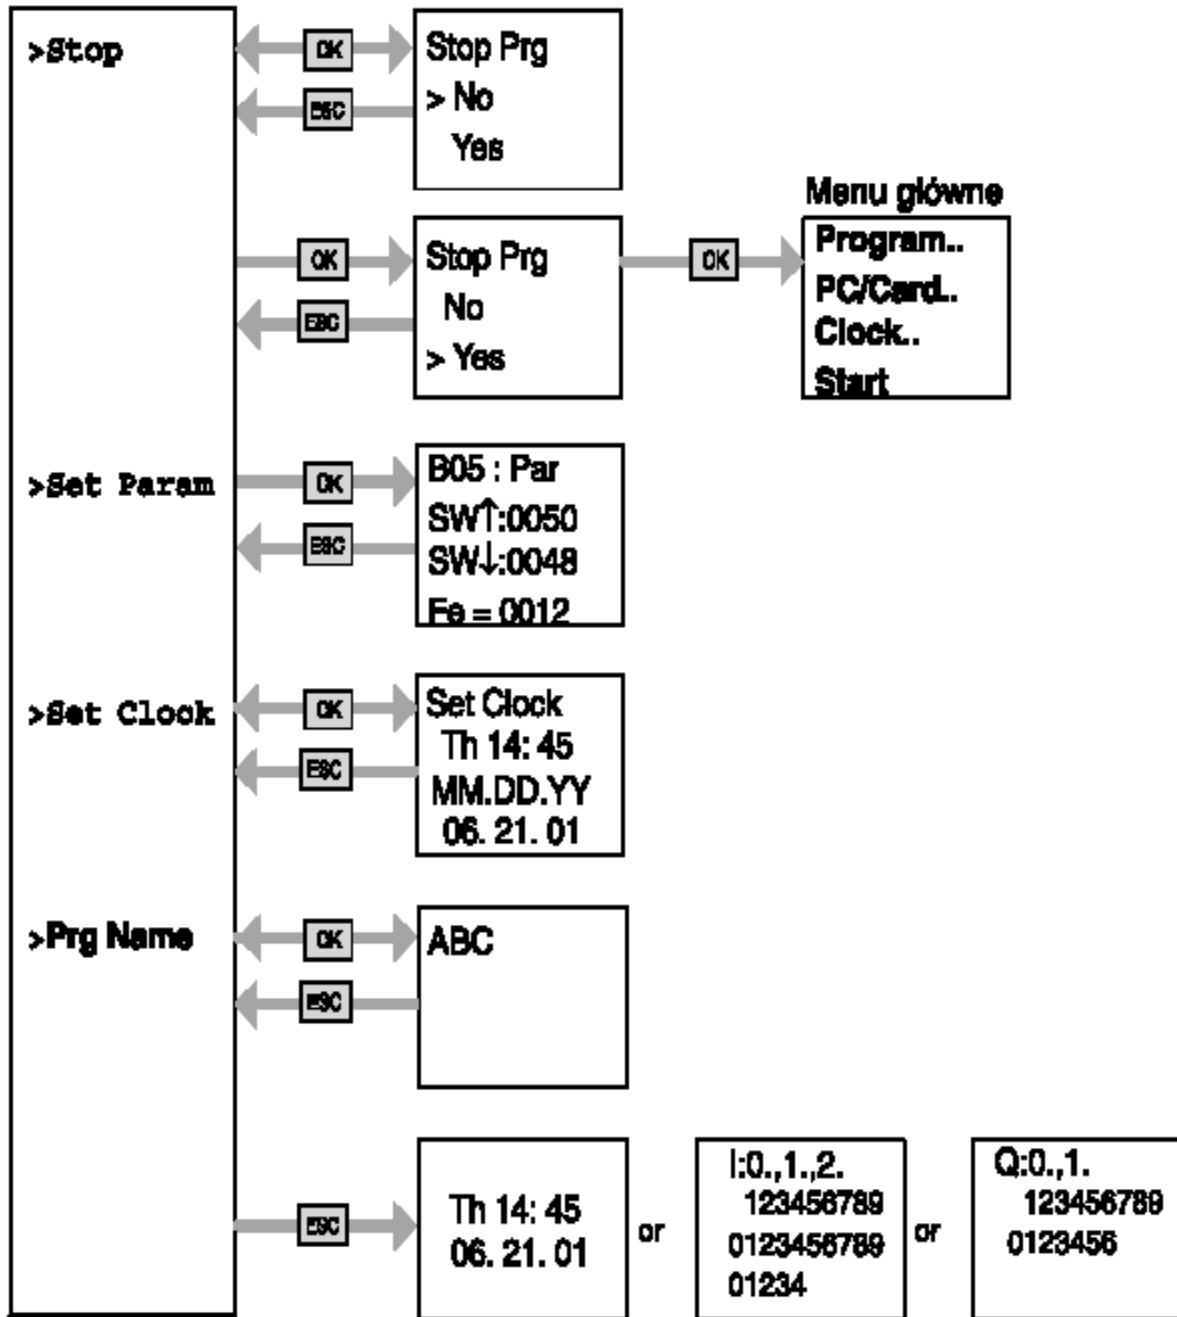 >Stop
OK
ESC
Stop Prg
> No
Yes
OK
ESC
Stop Prg
No
> Yes
OK
Menu główne
Program..
PC/Card..
Clock..
Start
>Set Param
OK
ESC
B05 : Par
SW↑:0050
SW↓:0048
Fe = 0012
>Set Clock
OK
ESC
Set Clock
Th 14: 45
MM.DD.YY
06. 21. 01
>Prg Name
OK
ESC
ABC
ESC
Th 14: 45
06. 21. 01
or
I:0.,1.,2.
123456789
0123456789
01234
or
Q:0.,1.
123456789
0123456